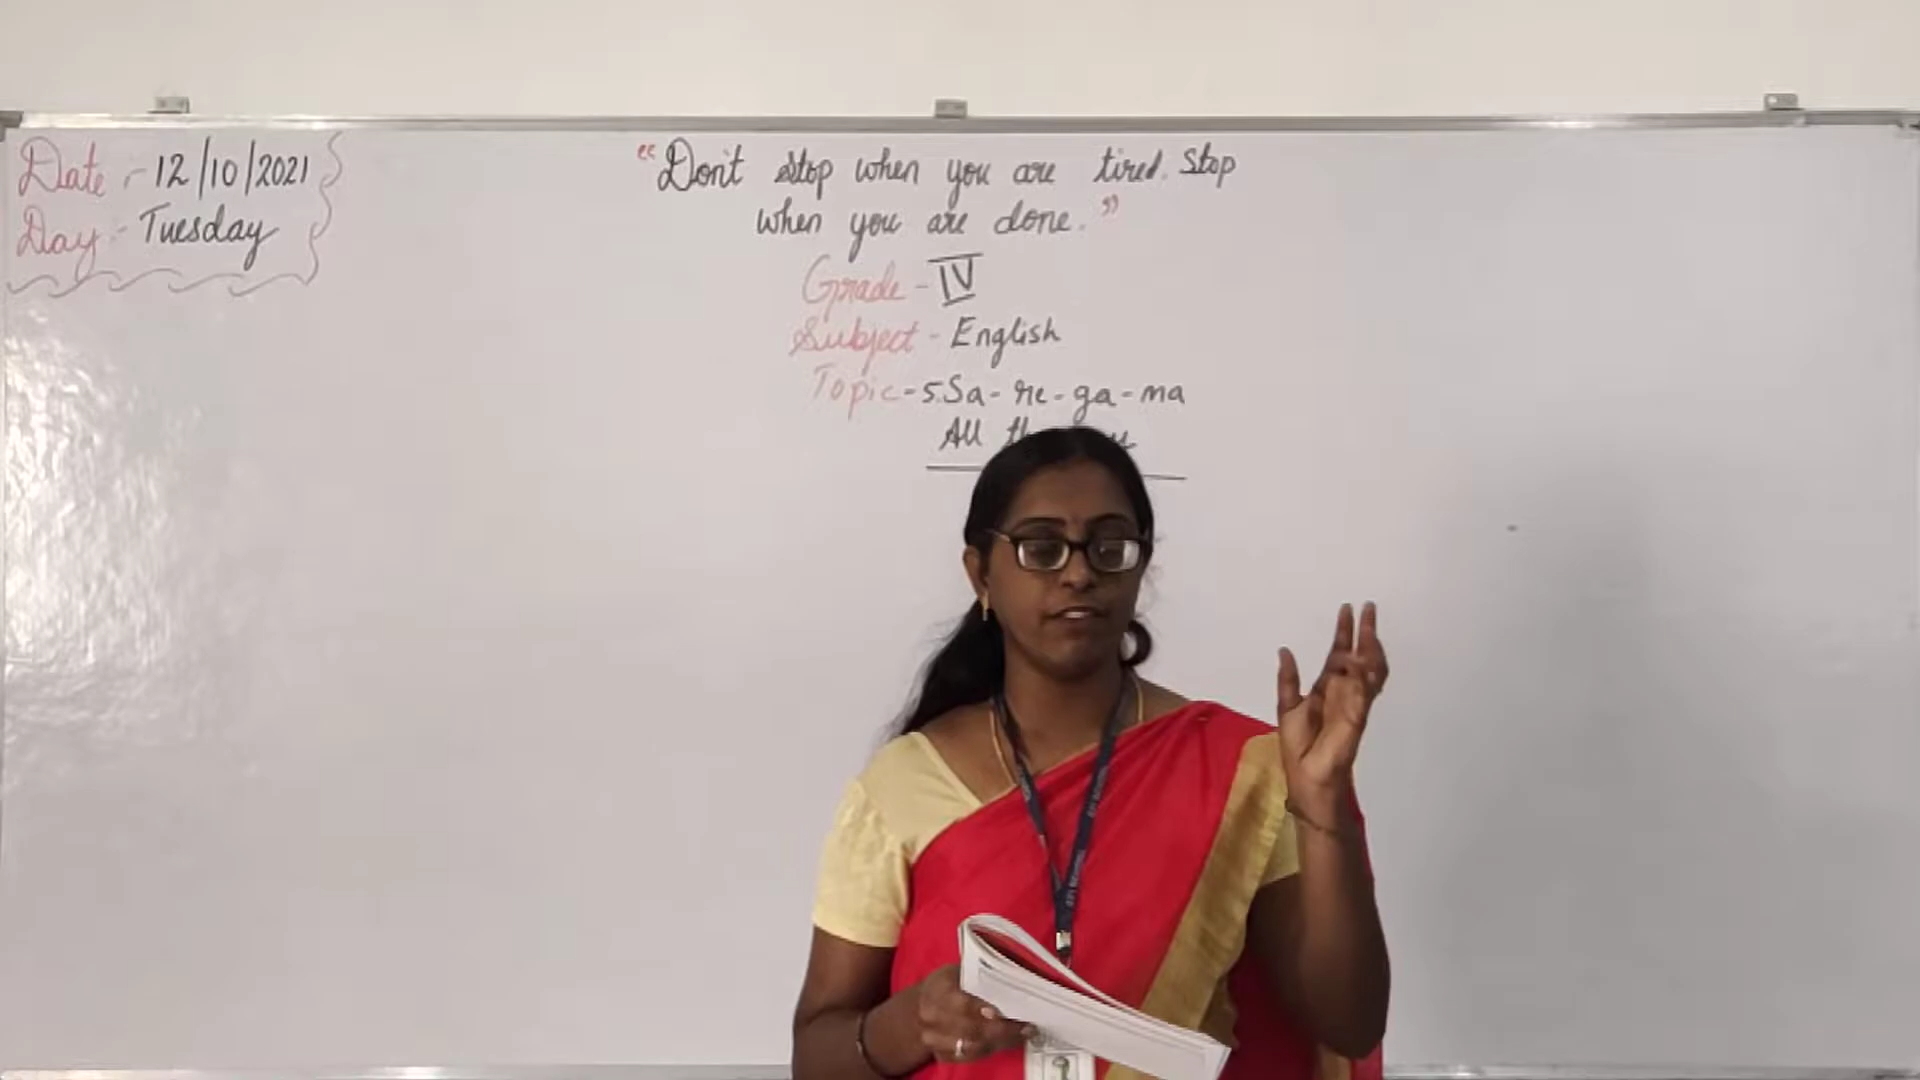 Date :- 12/10/2021
Day :- Tuesday
"Don't stop when you are tired. Stop
when you are done."
Grade - IV
Subject - English
Topic - 5. Sa - re - ga - ma
All